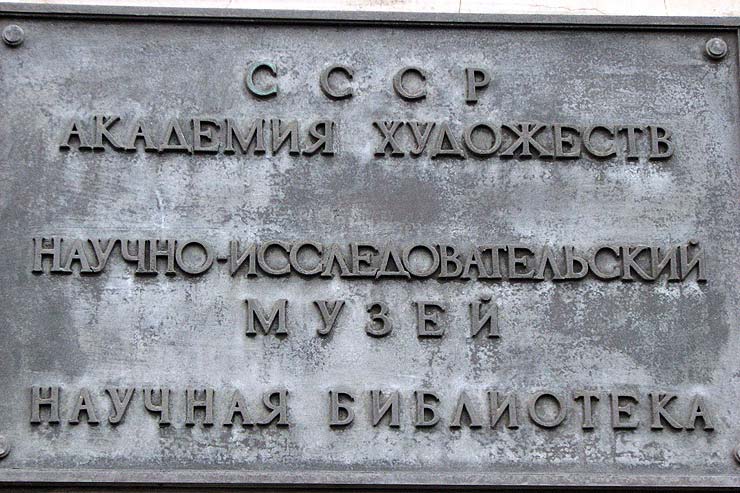 СССР
АКАДЕМИЯ ХУДОЖЕСТВ
НАУЧНО-ИССЛЕДОВАТЕЛЬСКИЙ
МУЗЕЙ
НАУЧНАЯ БИБЛИОТЕКА